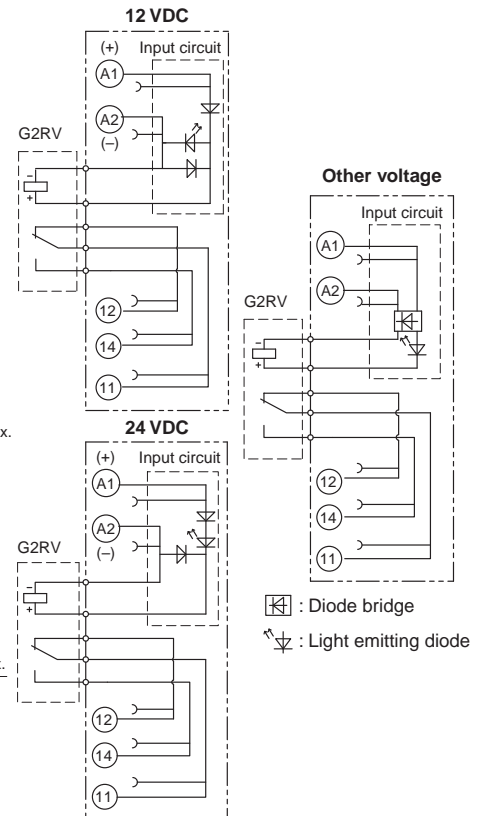 12 VDC
(+) Input circuit
A1
A2
(–)
G2RV
–
+
12
14
11
24 VDC
(+) Input circuit
A1
A2
(–)
G2RV
–
+
12
14
11
Other voltage
Input circuit
A1
A2
G2RV
–
+
12
14
11
: Diode bridge
: Light emitting diode
x.
.